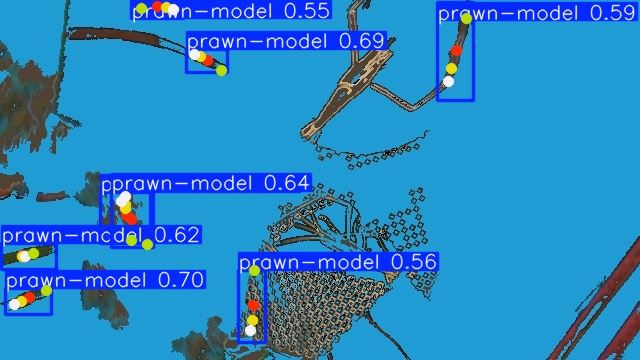 prawn-model 0.55
prawn-model 0.59
prawn-model 0.69
pprawn-model 0.64
prawn-model 0.62
prawn-model 0.70
prawn-model 0.56